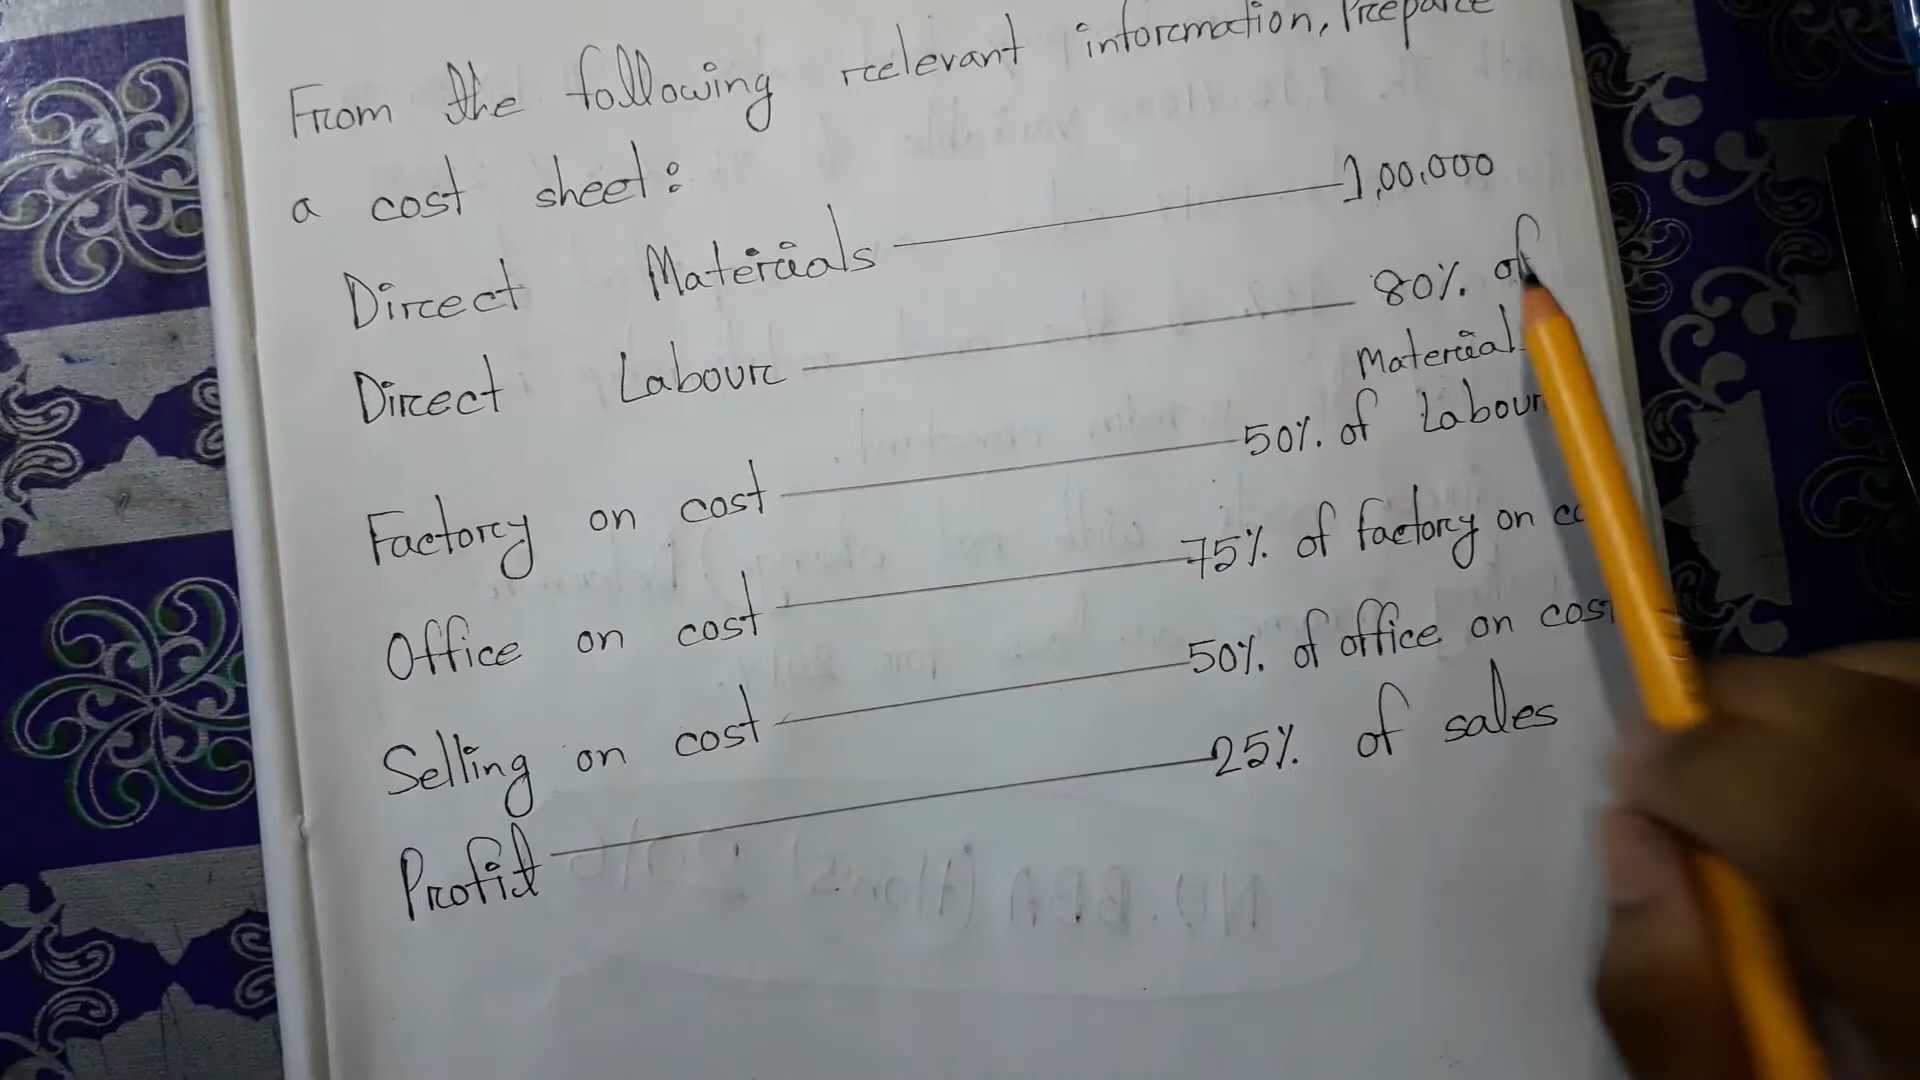 From the following relevant information, Prepare
a cost sheet:
Direct Materials 1,00,000
Direct Labour 80% of
Material
Factory on cost 50% of Labour
Office on cost 75% of factory on
Selling on cost 50% of office on cost
Profit 25% of sales